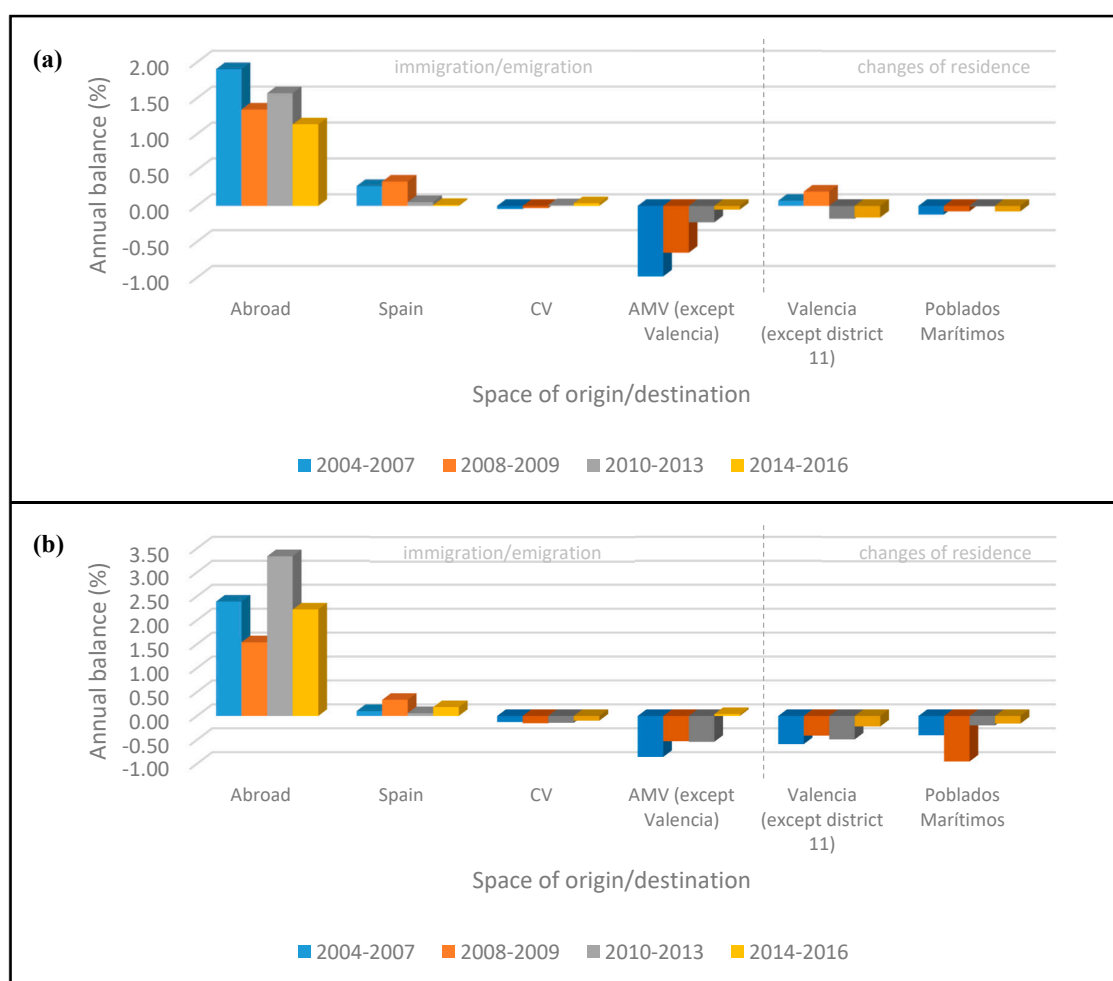 (a)
immigration/emigration
changes of residence
2.00
1.50
1.00
0.50
0.00
-0.50
-1.00
Annual balance (%)
Abroad
Spain
CV
AMV (except
Valencia)
Valencia
(except district
11)
Poblados
Marítimos
Space of origin/destination
2004-2007
2008-2009
2010-2013
2014-2016
(b)
immigration/emigration
changes of residence
3.50
3.00
2.50
2.00
1.50
1.00
0.50
0.00
-0.50
-1.00
Annual balance (%)
Abroad
Spain
CV
AMV (except
Valencia)
Valencia
(except district
11)
Poblados
Marítimos
Space of origin/destination
2004-2007
2008-2009
2010-2013
2014-2016